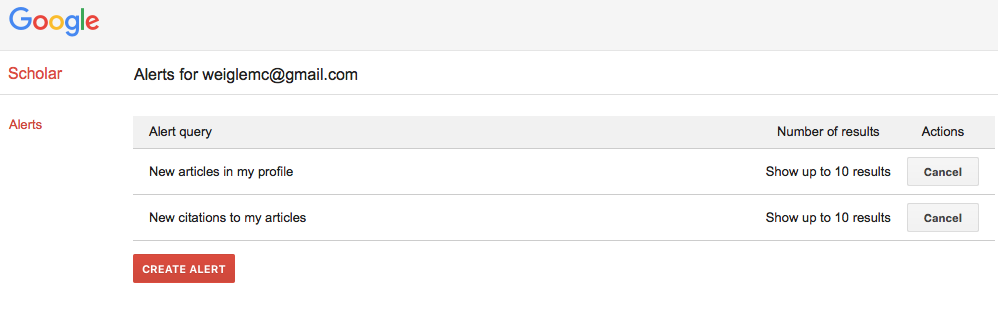 Google
Scholar Alerts for weiglemc@gmail.com
Alerts
Alert query Number of results Actions
New articles in my profile Show up to 10 results Cancel
New citations to my articles Show up to 10 results Cancel
CREATE ALERT